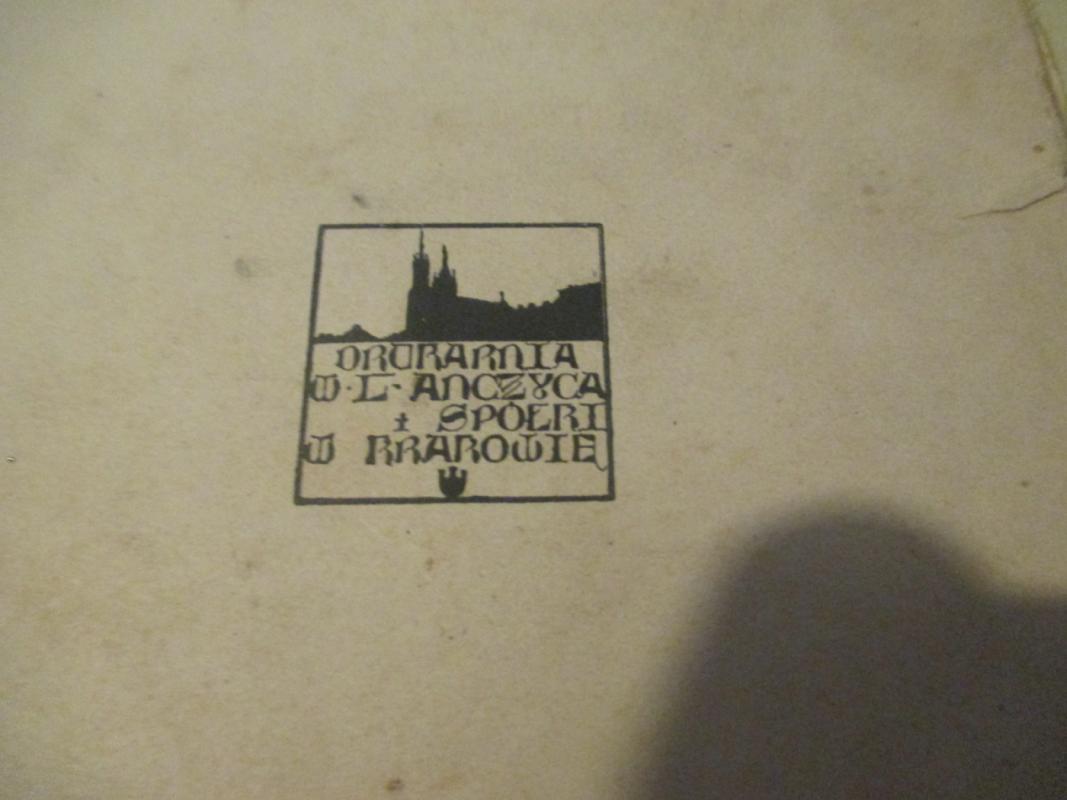 DRUKARNIA
W·L·ANCZYCA
i SPÓŁKI
W KRAKOWIE